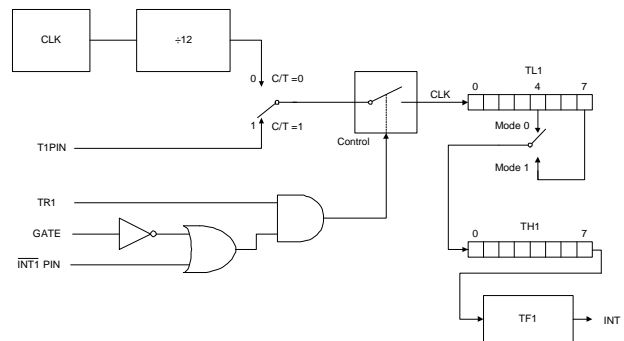 CLK
÷12
0 C/T =0
1 C/T =1
T1PIN
Control
CLK
TL1
0 4 7
Mode 0
Mode 1
TR1
GATE
INT1 PIN
TH1
0 7
TF1
INT